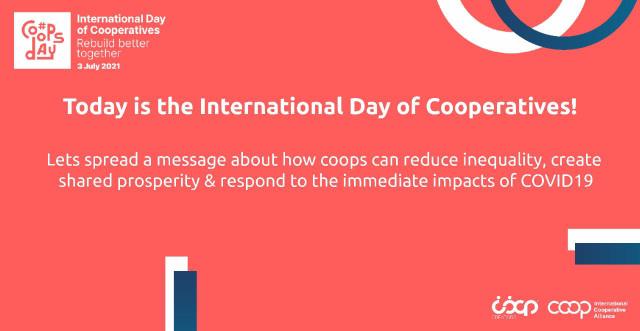 #COOPS
DAY
International Day
of Cooperatives
Rebuild better
together
3 July 2021
Today is the International Day of Cooperatives!
Lets spread a message about how coops can reduce inequality, create
shared prosperity & respond to the immediate impacts of COVID19
coop
International
Cooperative
Alliance